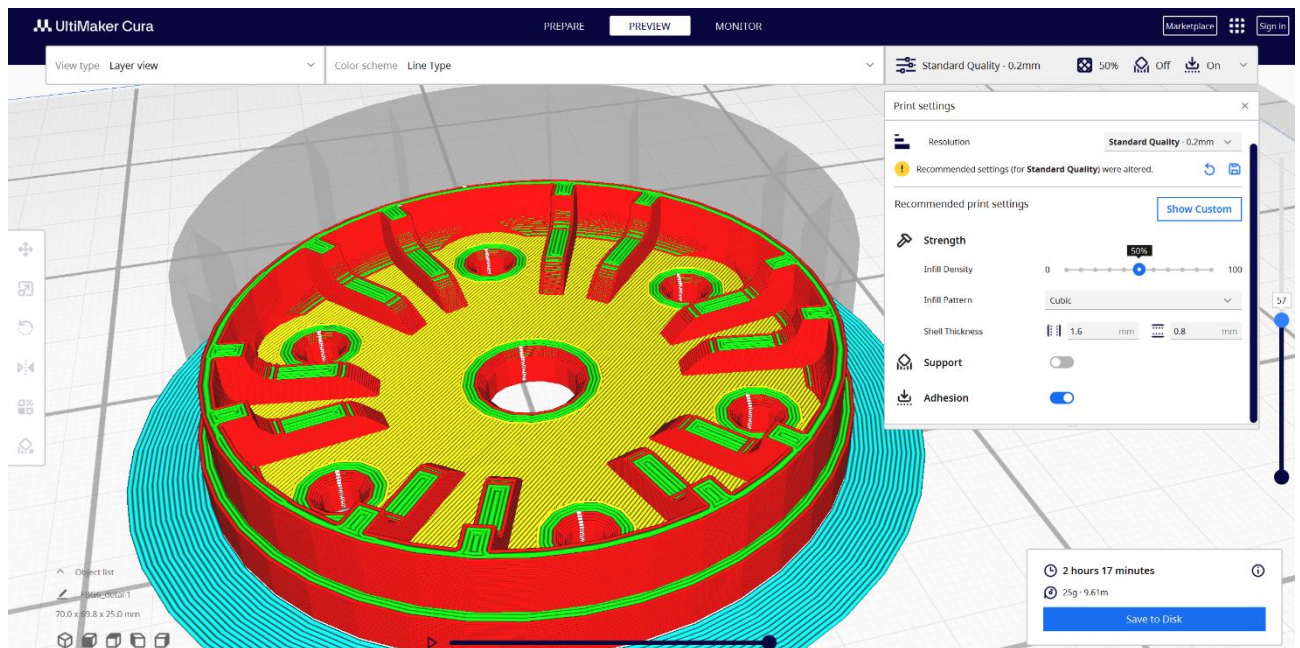 UltiMaker Cura
PREPARE PREVIEW MONITOR
Marketplace Sign in
View type Layer view
Color scheme Line Type
Standard Quality - 0.2mm 50% Off On
Print settings
Resolution Standard Quality - 0.2mm
Recommended settings (for Standard Quality) were altered.
Recommended print settings
Show Custom
Strength
50%
Infill Density 0 100
Infill Pattern Cubic
Shell Thickness 1.6 mm 0.8 mm
Support
Adhesion
57
Object list
70.0 x 69.8 x 25.0 mm
2 hours 17 minutes
25g · 9.61m
Save to Disk